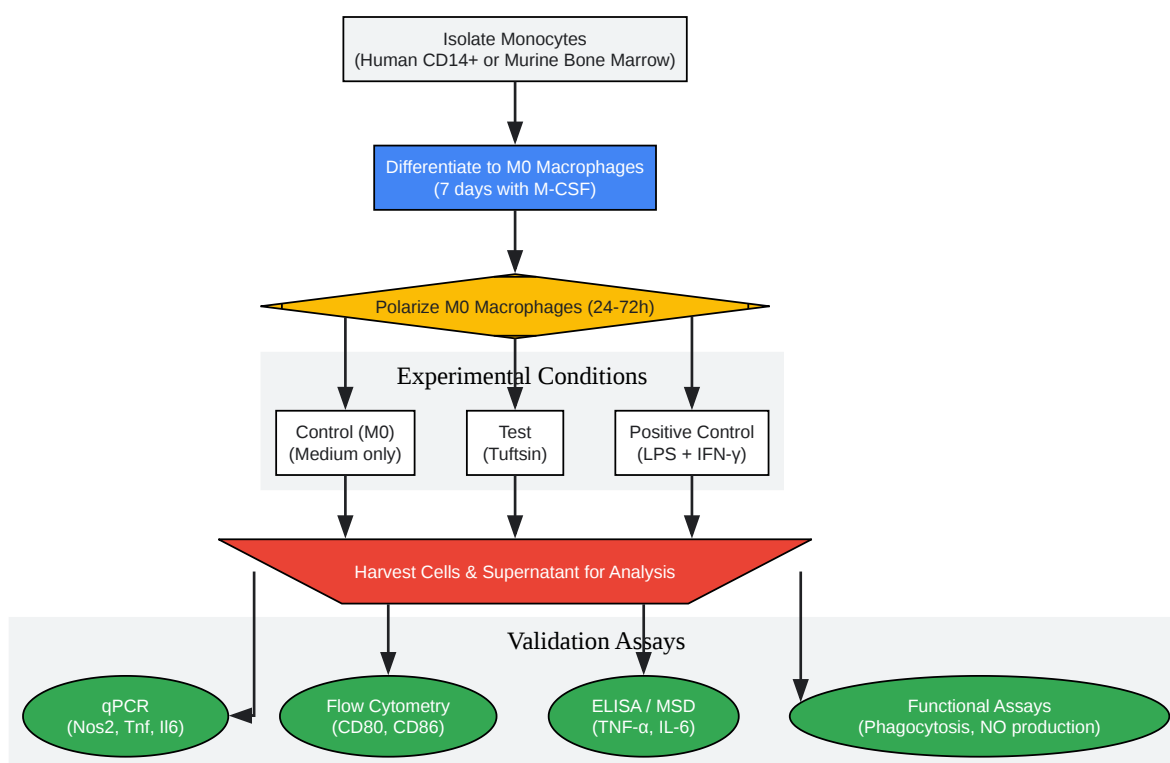 Isolate Monocytes
(Human CD14+ or Murine Bone Marrow)
Differentiate to M0 Macrophages
(7 days with M-CSF)
Polarize M0 Macrophages (24-72h)
Experimental Conditions
Control (M0)
(Medium only)
Test
(Tuftsin)
Positive Control
(LPS + IFN-γ)
Harvest Cells & Supernatant for Analysis
Validation Assays
qPCR
(Nos2, Tnf, Il6)
Flow Cytometry
(CD80, CD86)
ELISA / MSD
(TNF-α, IL-6)
Functional Assays
(Phagocytosis, NO production)